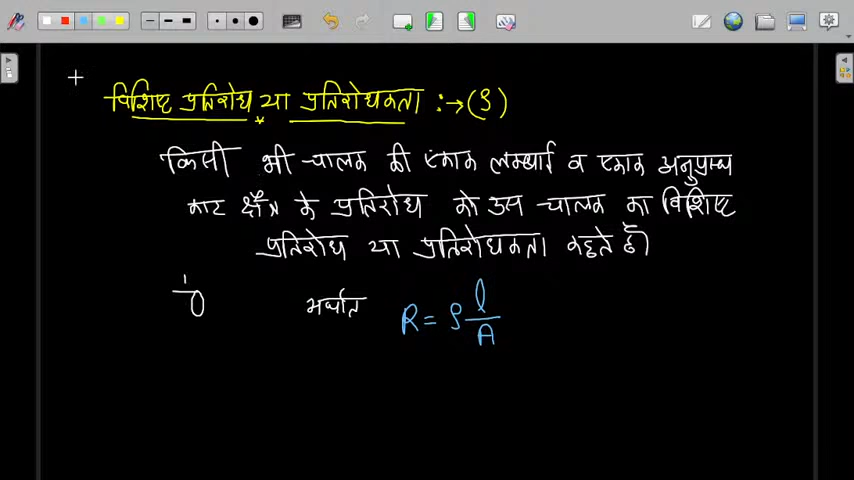 विशिष्ट प्रतिरोध या प्रतिरोधकता :→(ρ)
किसी भी चालक की एकांक लम्बाई व एकांक अनुप्रस्थ
काट क्षेत्र के प्रतिरोध को उस चालक का विशिष्ट
प्रतिरोध या प्रतिरोधकता कहते हैं।
अर्थात R = ρ l/A